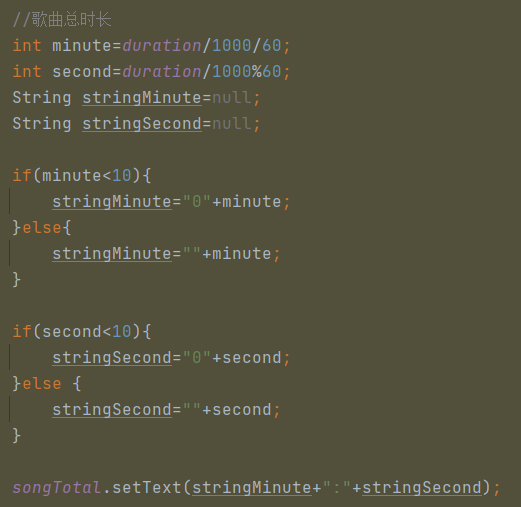 //歌曲总时长
int minute=duration/1000/60;
int second=duration/1000%60;
String stringMinute=null;
String stringSecond=null;
if(minute<10){
stringMinute="0"+minute;
}else{
stringMinute=""+minute;
}
if(second<10){
stringSecond="0"+second;
}else {
stringSecond=""+second;
}
songTotal.setText(stringMinute+":"+stringSecond);